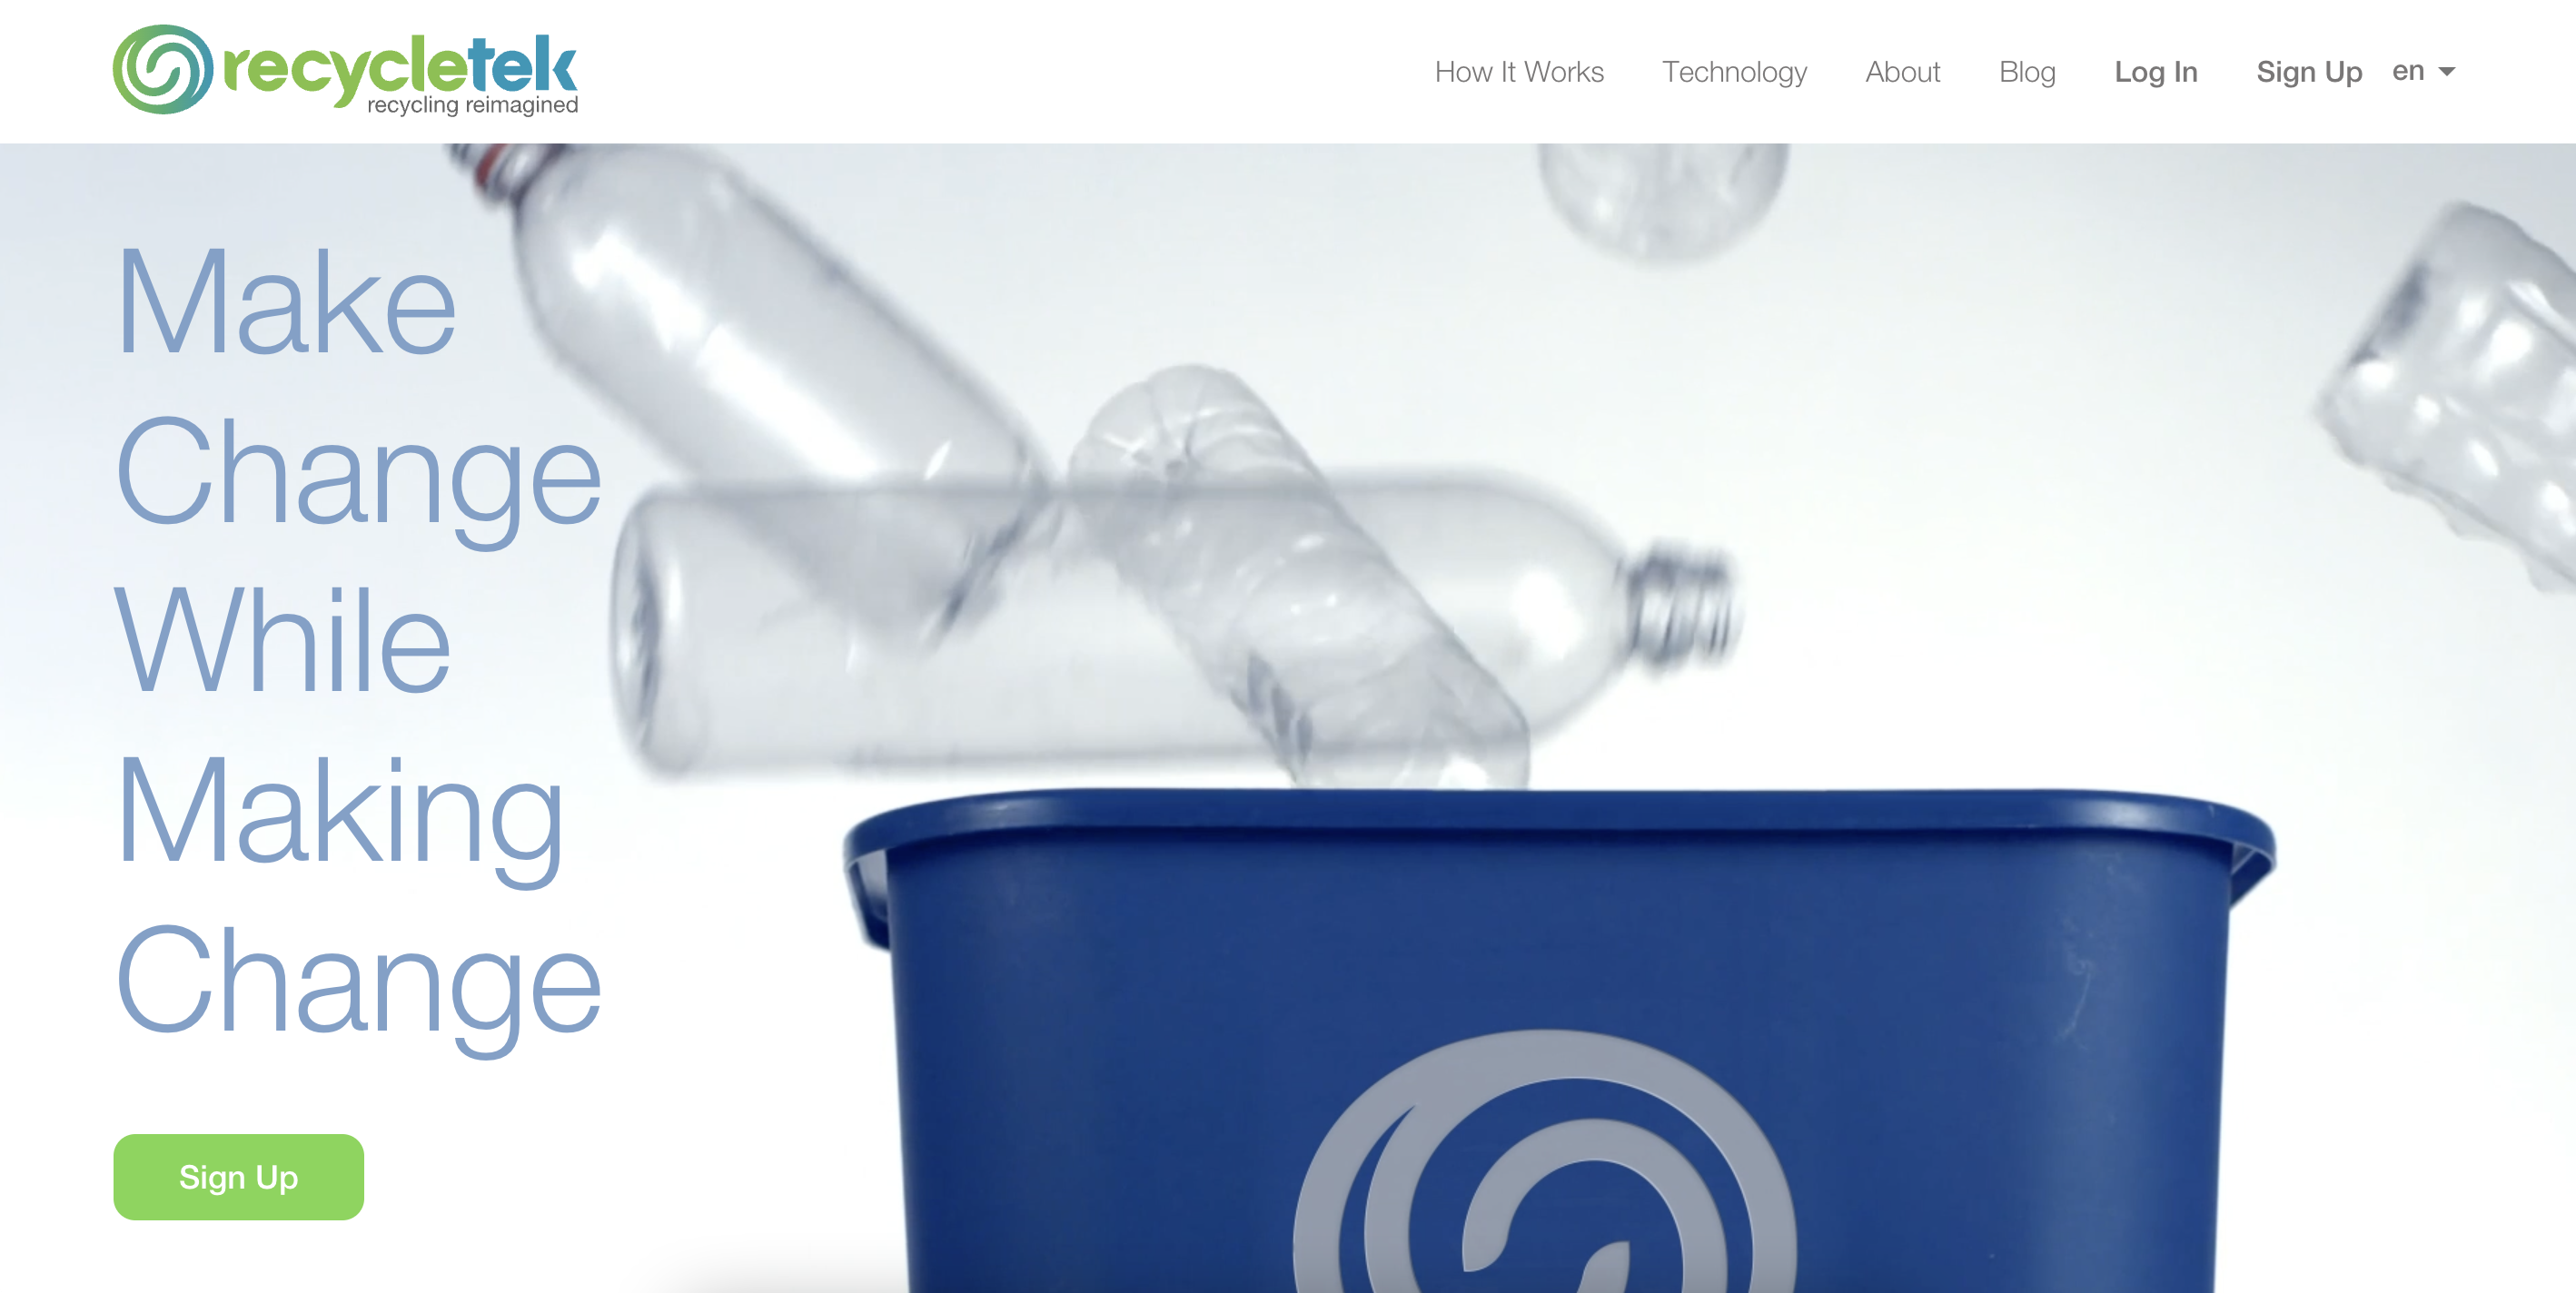 recycletek
recycling reimagined
How It Works Technology About Blog Log In Sign Up en
Make
Change
While
Making
Change
Sign Up